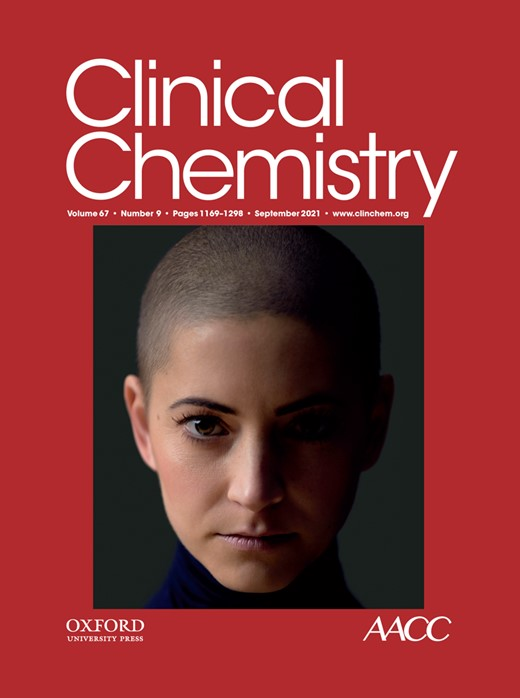 Clinical
Chemistry
Volume 67 • Number 9 • Pages 1169–1298 • September 2021 • www.clinchem.org
OXFORD
UNIVERSITY PRESS
AACC